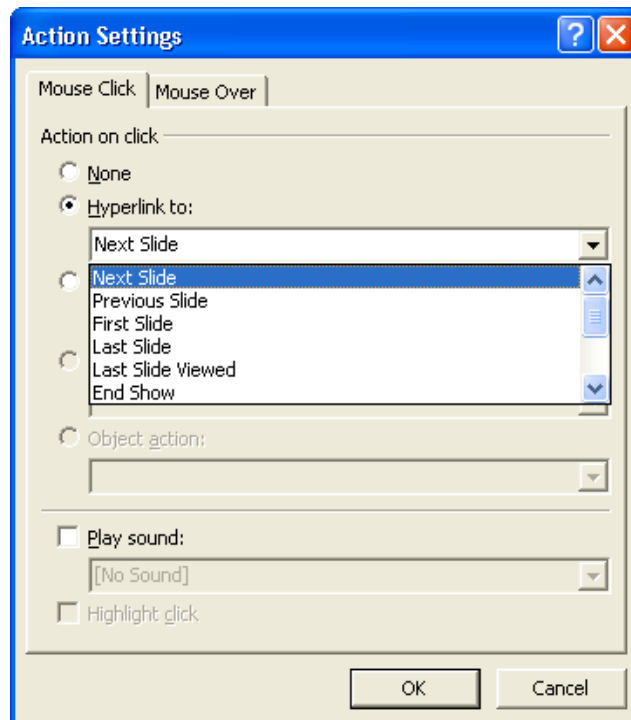 Action Settings
Mouse Click
Mouse Over
Action on click
None
Hyperlink to:
Next Slide
Next Slide
Previous Slide
First Slide
Last Slide
Last Slide Viewed
End Show
Object action:
Play sound:
[No Sound]
Highlight click
OK
Cancel